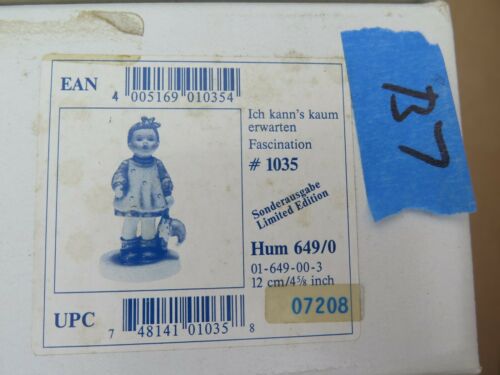 EAN
4 005169 010354
Ich kann's kaum
erwarten
Fascination
# 1035
Sonderausgabe
Limited Edition
Hum 649/0
01-649-00-3
12 cm/4⅝ inch
07208
UPC
7 48141 01035 8
B7